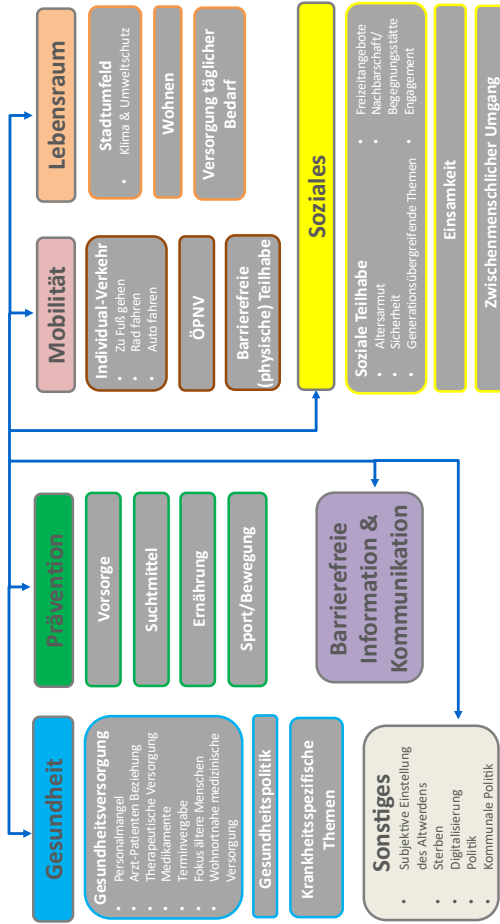 Gesundheit
Gesundheitsversorgung
• Personalmangel
• Arzt-Patienten Beziehung
• Therapeutische Versorgung
• Medikamente
• Terminvergabe
• Fokus ältere Menschen
• Wohnortnahe medizinische
Versorgung
Gesundheitspolitik
Krankheitsspezifische
Themen
Prävention
Vorsorge
Suchtmittel
Ernährung
Sport/Bewegung
Mobilität
Individual-Verkehr
• Zu Fuß gehen
• Rad fahren
• Auto fahren
ÖPNV
Barrierefreie
(physische) Teilhabe
Lebensraum
Stadtumfeld
• Klima & Umweltschutz
Wohnen
Versorgung täglicher
Bedarf
Sonstiges
• Subjektive Einstellung
des Altwerdens
• Sterben
• Digitalisierung
• Politik
• Kommunale Politik
Barrierefreie
Information &
Kommunikation
Soziales
Soziale Teilhabe
• Altersarmut
• Sicherheit
• Generationsübergreifende Themen
• Freizeitangebote
• Nachbarschaft/
Begegnungsstätte
• Engagement
Einsamkeit
Zwischenmenschlicher Umgang